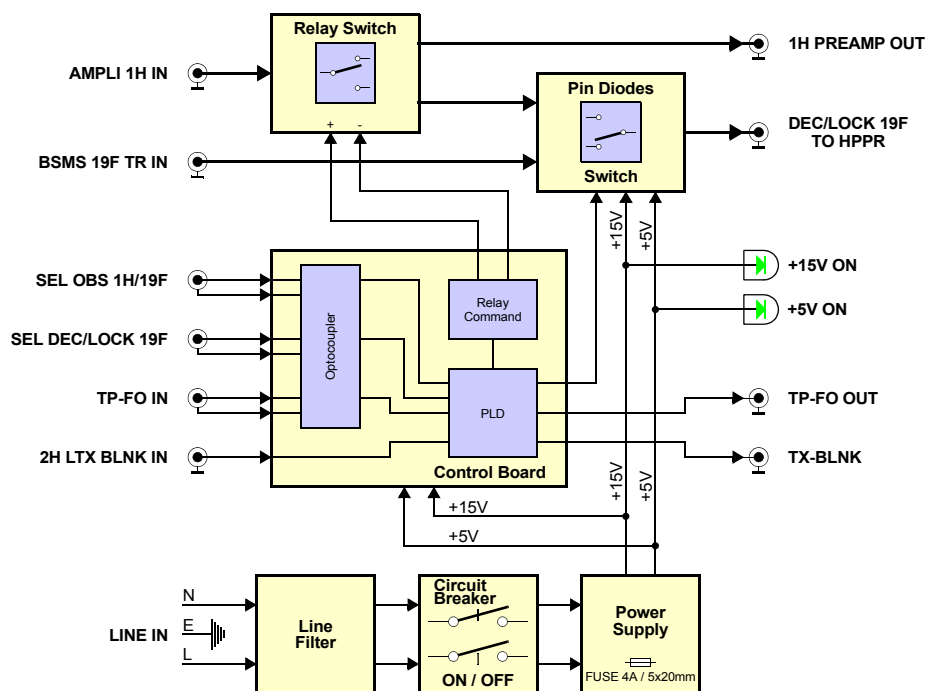 Relay Switch
1H PREAMP OUT
AMPLI 1H IN
Pin Diodes
DEC/LOCK 19F
TO HPPR
+ -
BSMS 19F TR IN
Switch
+15V
+5V
+15V ON
SEL OBS 1H/19F
Relay
Command
+5V ON
SEL DEC/LOCK 19F
Optocoupler
TP-FO IN
PLD
TP-FO OUT
2H LTX BLNK IN
Control Board
TX-BLNK
+15V
+5V
+15V
+5V
N
Circuit
Breaker
LINE IN
E
Line
Filter
Power
Supply
L
ON / OFF
FUSE 4A / 5x20mm